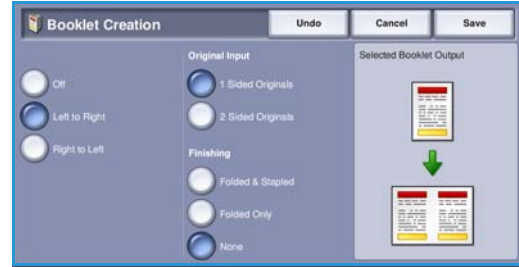 Booklet Creation
Undo
Cancel
Save
Off
Left to Right
Right to Left
Original Input
1 Sided Originals
2 Sided Originals
Finishing
Folded & Stapled
Folded Only
None
Selected Booklet Output